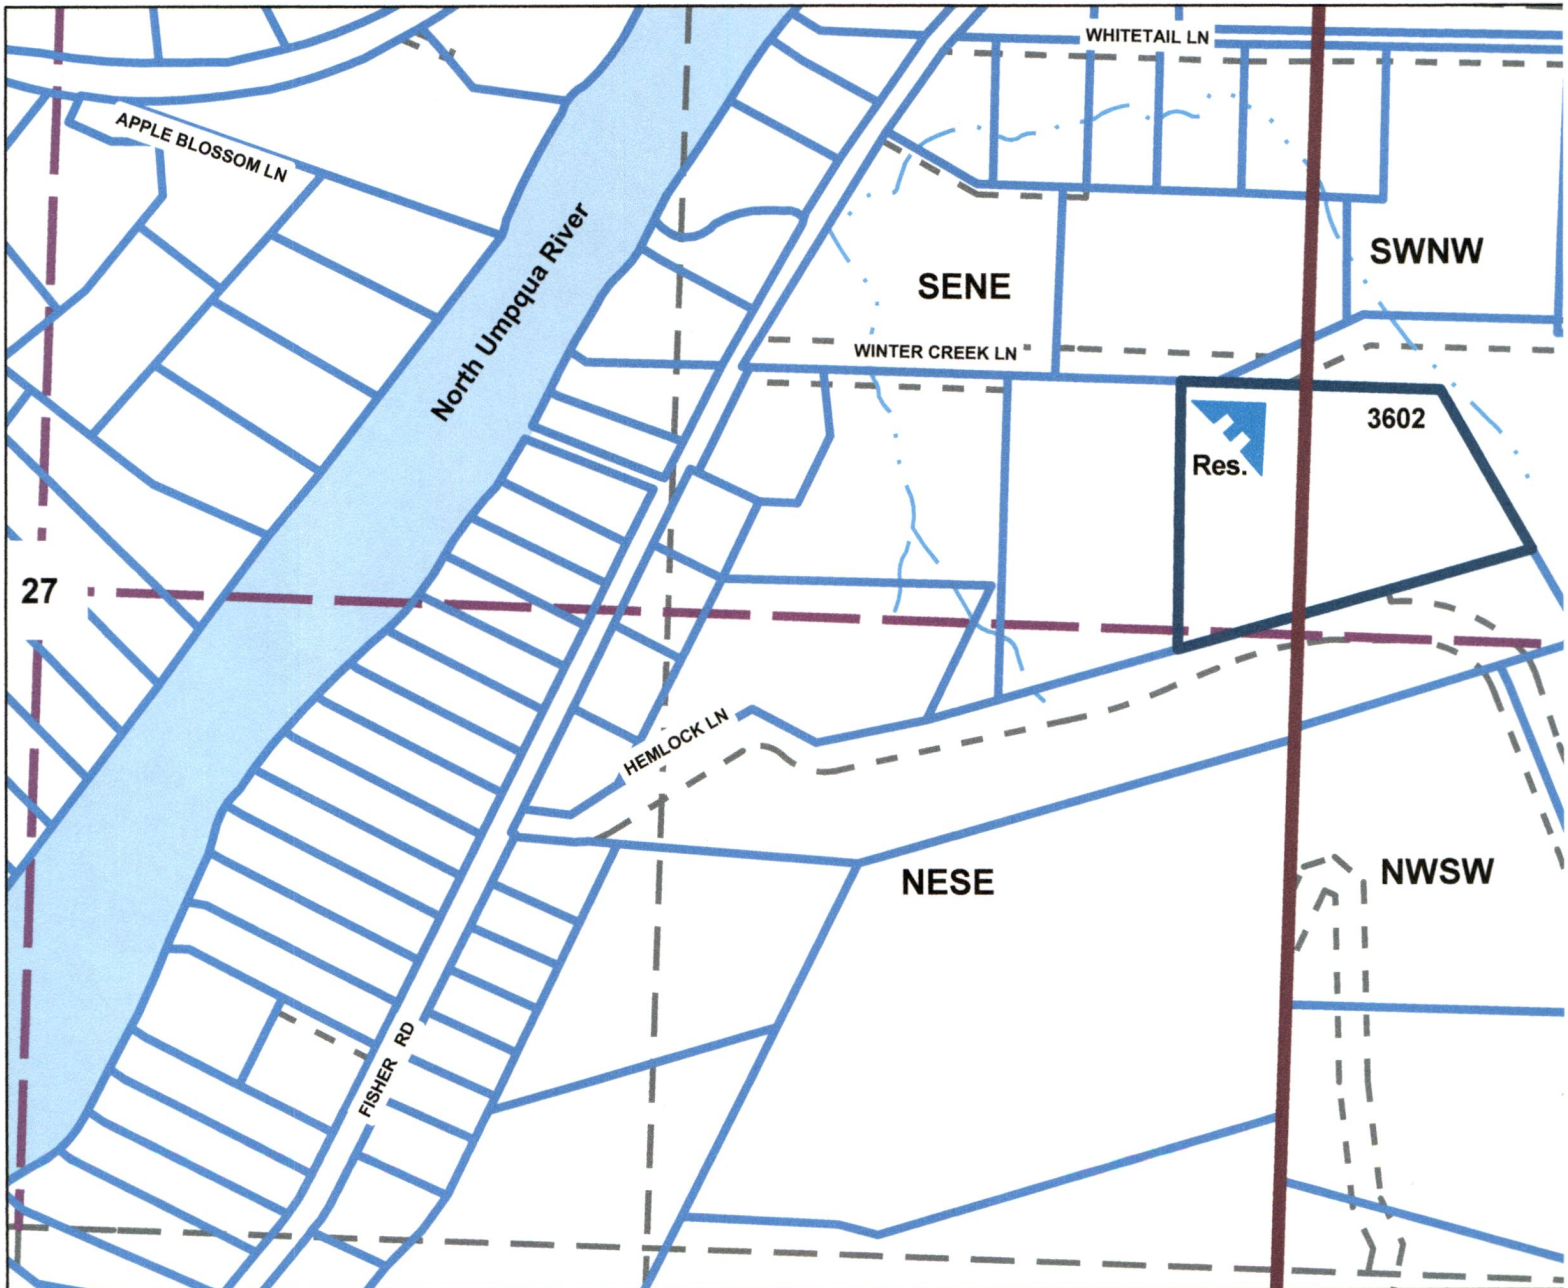 WHITETAIL LN
APPLE BLOSSOM LN
North Umpqua River
SENE
SWNW
WINTER CREEK LN
3602
Res.
27
HEMLOCK LN
NESE
NWSW
FISHER RD